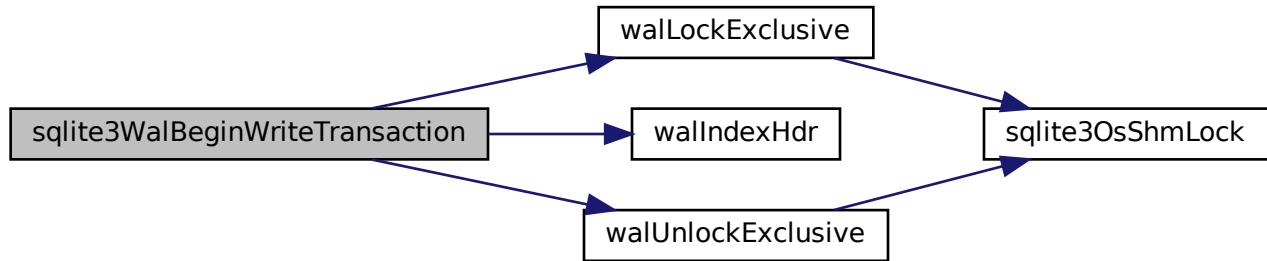 walLockExclusive
sqlite3WalBeginWriteTransaction
walIndexHdr
sqlite3OsShmLock
walUnlockExclusive